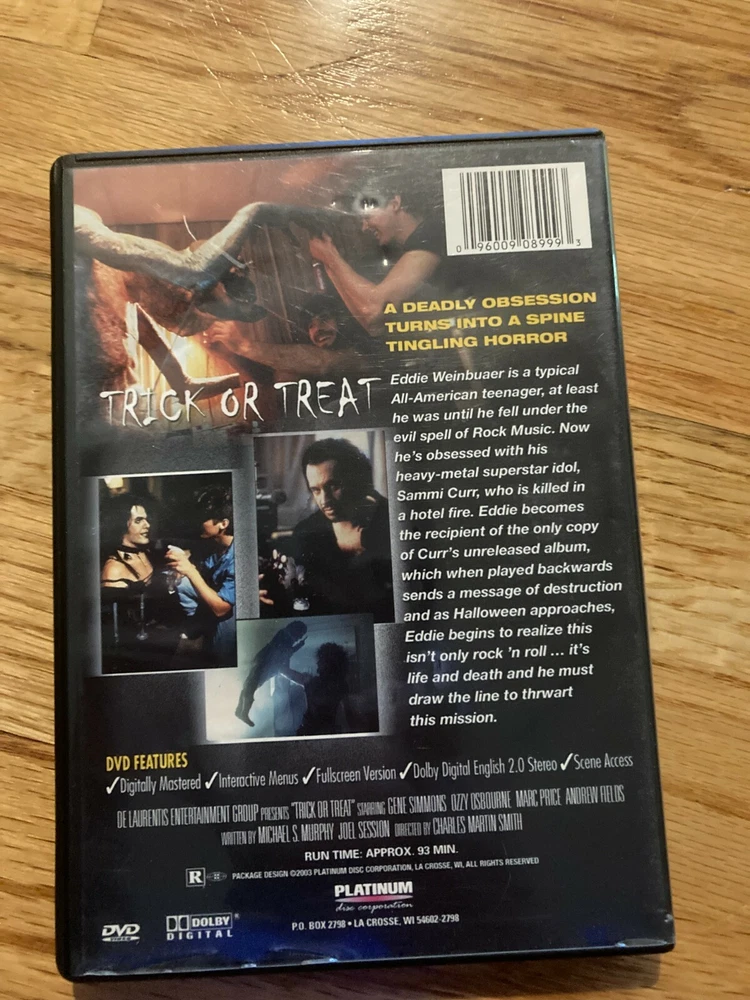 0 96009 08999 3
A DEADLY OBSESSION
TURNS INTO A SPINE
TINGLING HORROR
TRICK OR TREAT
Eddie Weinbuaer is a typical
All-American teenager, at least
he was until he fell under the
evil spell of Rock Music. Now
he's obsessed with his
heavy-metal superstar idol,
Sammi Curr, who is killed in
a hotel fire. Eddie becomes
the recipient of the only copy
of Curr's unreleased album,
which when played backwards
sends a message of destruction
and as Halloween approaches,
Eddie begins to realize this
isn't only rock 'n roll ... it's
life and death and he must
draw the line to thrwart
this mission.
DVD FEATURES
✓Digitally Mastered ✓Interactive Menus ✓Fullscreen Version ✓Dolby Digital English 2.0 Stereo ✓Scene Access
DE LAURENTIS ENTERTAINMENT GROUP PRESENTS "TRICK OR TREAT" STARRING GENE SIMMONS OZZY OSBOURNE MARC PRICE ANDREW FIELDS
WRITTEN BY MICHAEL S. MURPHY JOEL SESSION DIRECTED BY CHARLES MARTIN SMITH
RUN TIME: APPROX. 93 MIN.
R PACKAGE DESIGN ©2003 PLATINUM DISC CORPORATION, LA CROSSE, WI, ALL RIGHTS RESERVED
PLATINUM
disc corporation
P.O. BOX 2798 • LA CROSSE, WI 54602-2798
DVD
DOLBY
DIGITAL